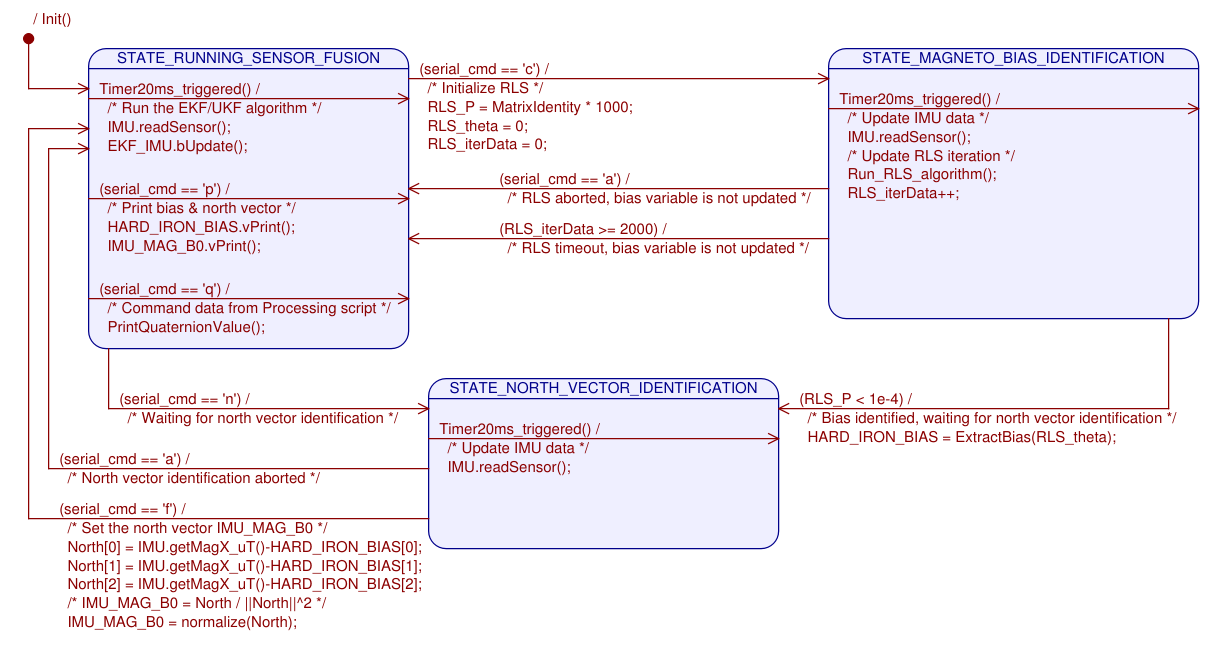 / Init()
STATE_RUNNING_SENSOR_FUSION
Timer20ms_triggered() /
/* Run the EKF/UKF algorithm */
IMU.readSensor();
EKF_IMU.bUpdate();
(serial_cmd == 'p') /
/* Print bias & north vector */
HARD_IRON_BIAS.vPrint();
IMU_MAG_B0.vPrint();
(serial_cmd == 'q') /
/* Command data from Processing script */
PrintQuaternionValue();
(serial_cmd == 'c') /
/* Initialize RLS */
RLS_P = MatrixIdentity * 1000;
RLS_theta = 0;
RLS_iterData = 0;
(serial_cmd == 'a') /
/* RLS aborted, bias variable is not updated */
(RLS_iterData >= 2000) /
/* RLS timeout, bias variable is not updated */
STATE_MAGNETO_BIAS_IDENTIFICATION
Timer20ms_triggered() /
/* Update IMU data */
IMU.readSensor();
/* Update RLS iteration */
Run_RLS_algorithm();
RLS_iterData++;
(serial_cmd == 'n') /
/* Waiting for north vector identification */
STATE_NORTH_VECTOR_IDENTIFICATION
Timer20ms_triggered() /
/* Update IMU data */
IMU.readSensor();
(RLS_P < 1e-4) /
/* Bias identified, waiting for north vector identification */
HARD_IRON_BIAS = ExtractBias(RLS_theta);
(serial_cmd == 'a') /
/* North vector identification aborted */
(serial_cmd == 'f') /
/* Set the north vector IMU_MAG_B0 */
North[0] = IMU.getMagX_uT()-HARD_IRON_BIAS[0];
North[1] = IMU.getMagX_uT()-HARD_IRON_BIAS[1];
North[2] = IMU.getMagX_uT()-HARD_IRON_BIAS[2];
/* IMU_MAG_B0 = North / ||North||^2 */
IMU_MAG_B0 = normalize(North);